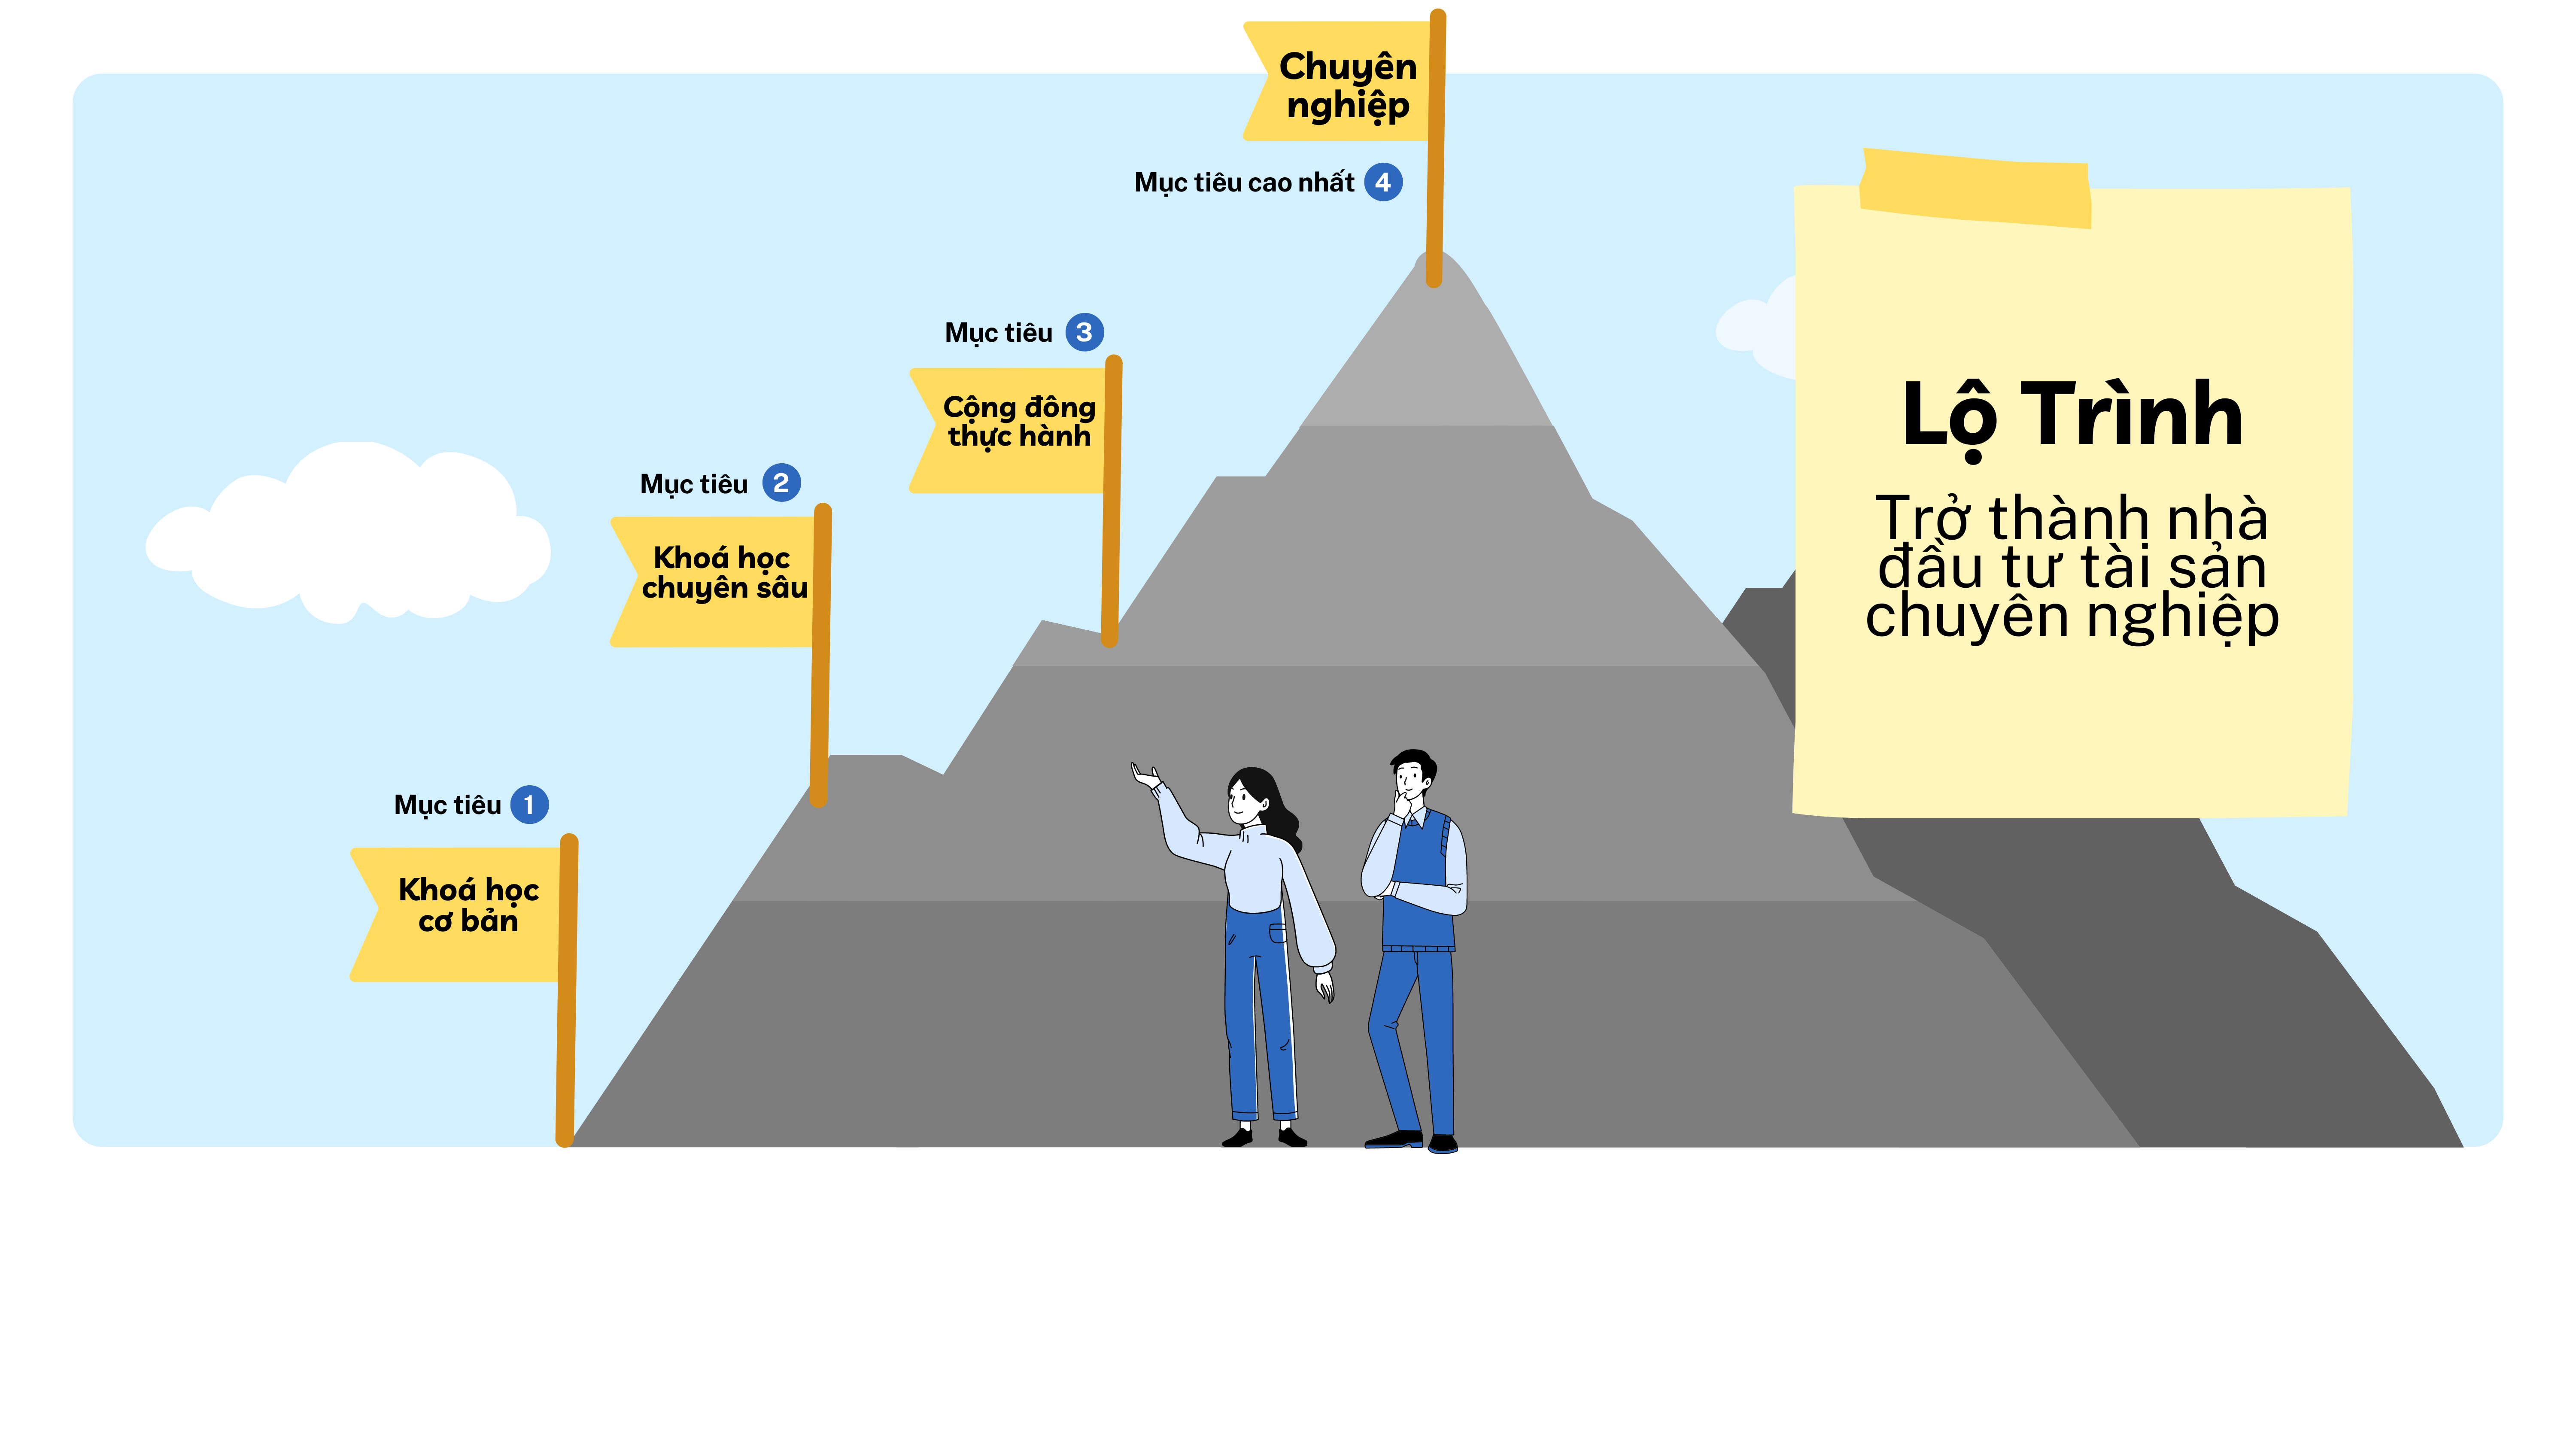 Chuyên
nghiệp
Mục tiêu cao nhất 4
Mục tiêu 3
Cộng đông
thực hành
Mục tiêu 2
Khoá học
chuyên sâu
Mục tiêu 1
Khoá học
cơ bản
Lộ Trình
Trở thành nhà
đầu tư tài sản
chuyên nghiệp